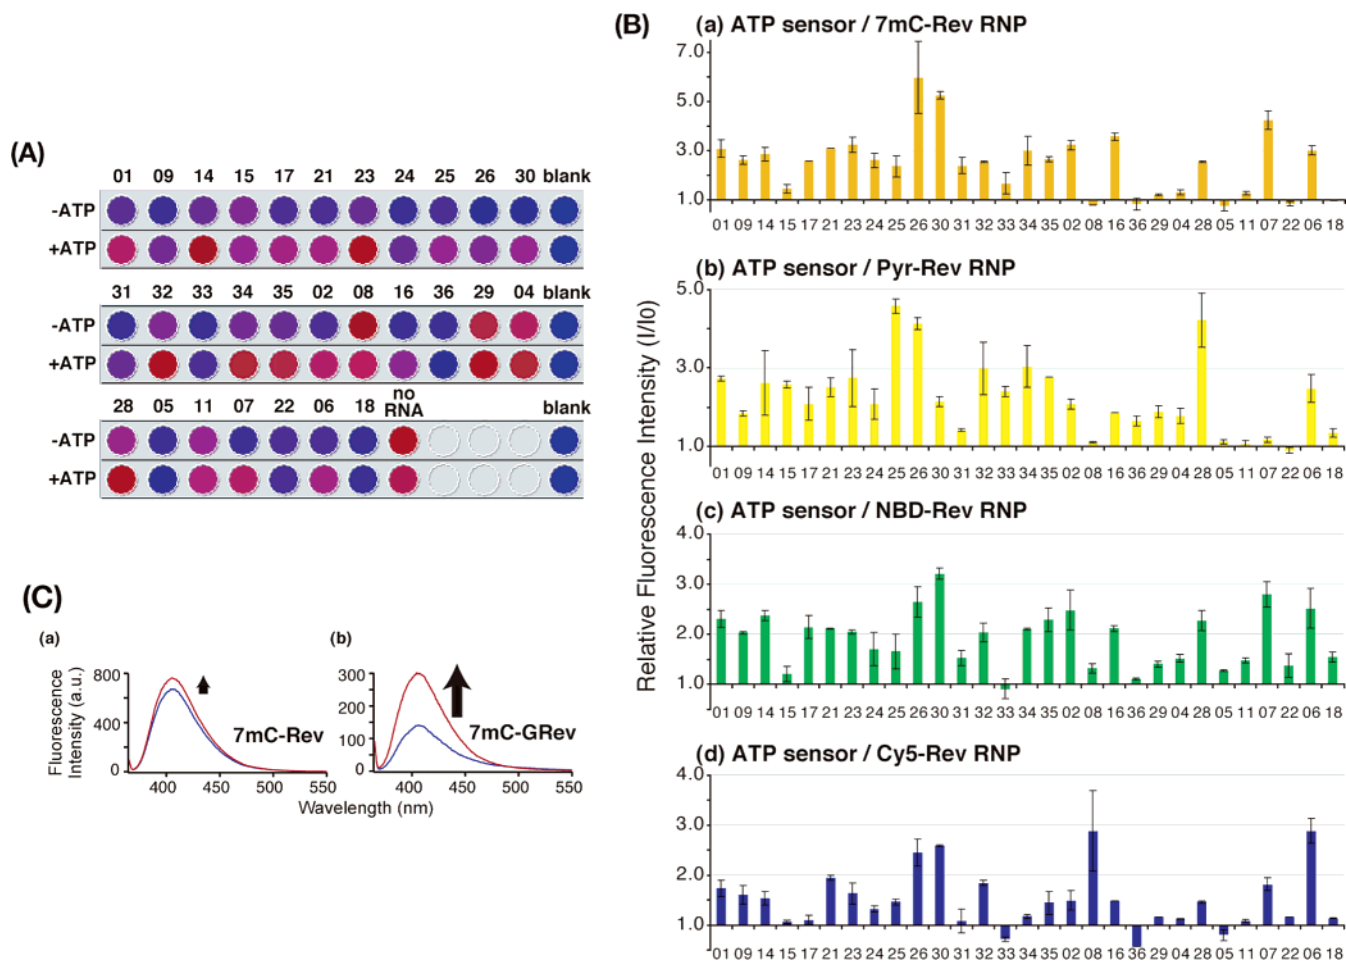 (A)
01 09 14 15 17 21 23 24 25 26 30 blank
-ATP
+ATP
31 32 33 34 35 02 08 16 36 29 04 blank
-ATP
+ATP
28 05 11 07 22 06 18 no RNA blank
-ATP
+ATP
(B)
Relative Fluorescence Intensity (I/I0)
(a) ATP sensor / 7mC-Rev RNP
7.0
5.0
3.0
1.0
01 09 14 15 17 21 23 24 25 26 30 31 32 33 34 35 02 16 08 36 29 04 28 05 11 07 22 06 18
(b) ATP sensor / Pyr-Rev RNP
5.0
3.0
1.0
01 09 14 15 17 21 23 24 25 26 30 31 32 33 34 35 02 08 16 36 29 04 28 05 11 07 22 06 18
(c) ATP sensor / NBD-Rev RNP
4.0
3.0
2.0
1.0
01 09 14 15 17 21 23 24 25 26 30 31 32 33 34 35 02 16 08 36 29 04 28 05 11 07 22 06 18
(d) ATP sensor / Cy5-Rev RNP
4.0
3.0
2.0
1.0
01 09 14 15 17 21 23 24 25 26 30 31 32 33 34 35 02 08 16 36 29 04 28 05 11 07 22 06 18
(C)
(a)
Fluorescence
Intensity (a.u.)
800
400
0
7mC-Rev
400 450 500 550
(b)
300
200
100
0
7mC-GRev
400 450 500 550
Wavelength (nm)